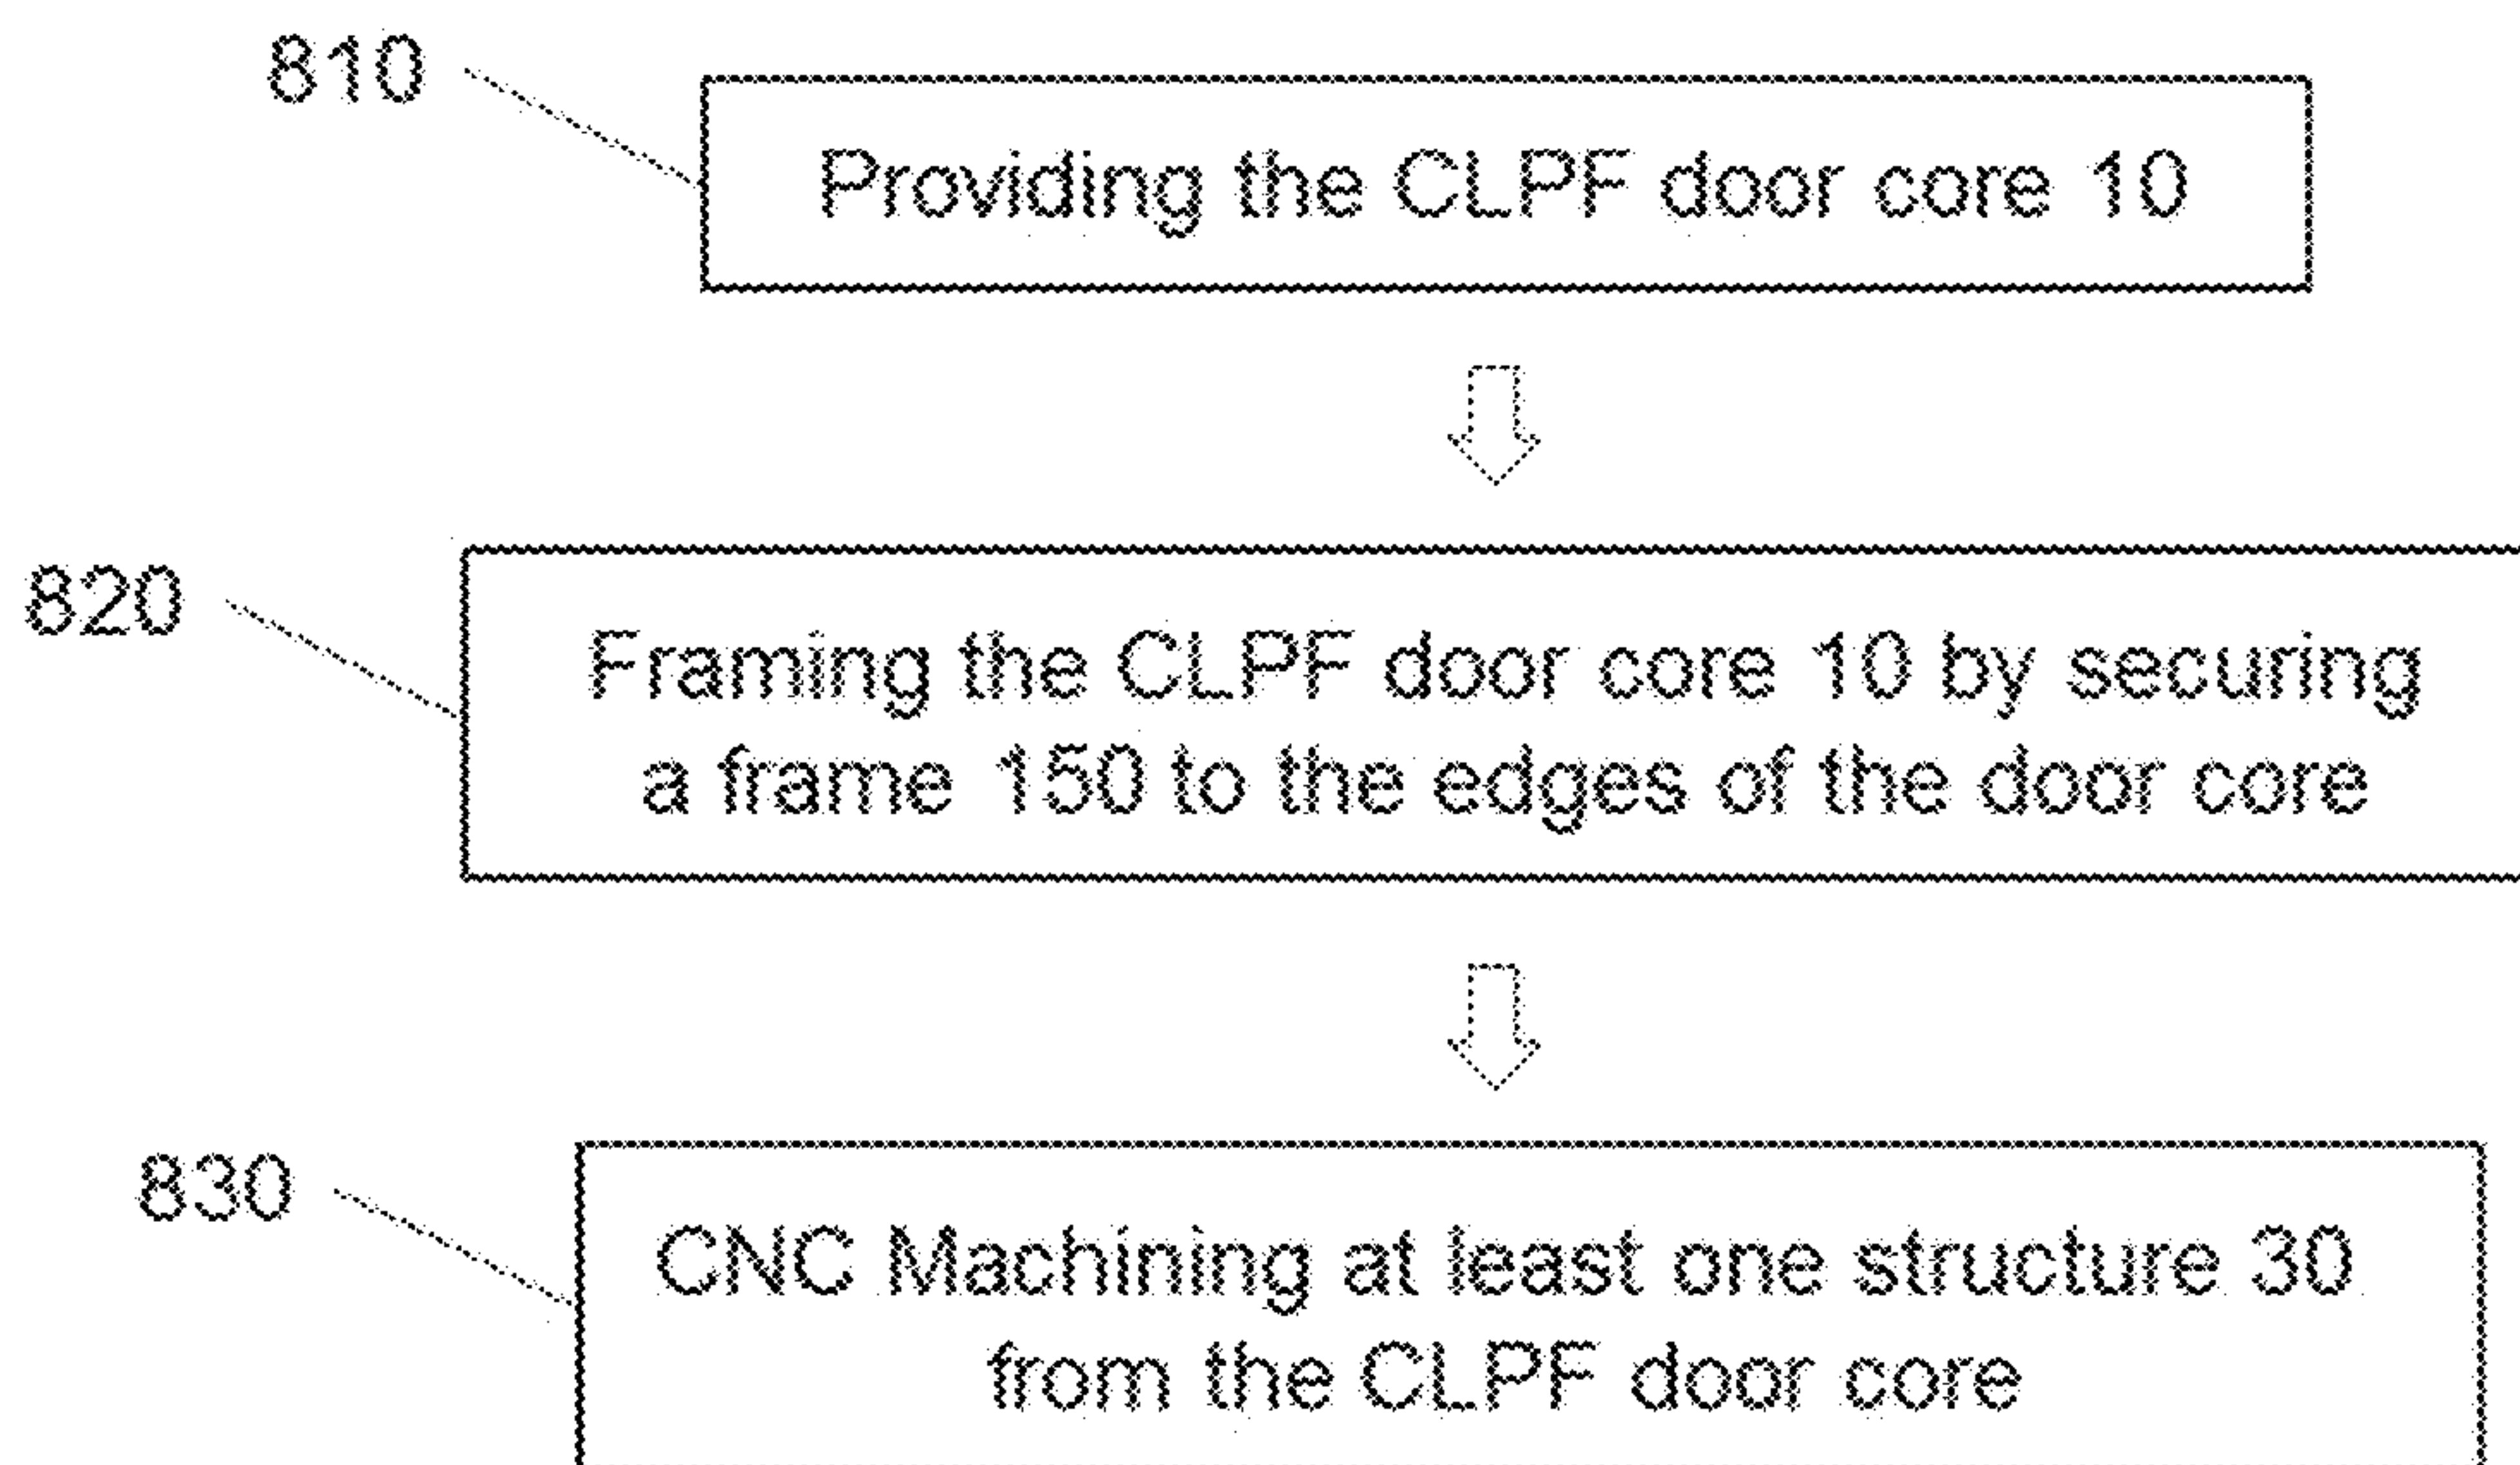 810
Providing the CLPF door core 10
820
Framing the CLPF door core 10 by securing
a frame 150 to the edges of the door core
830
CNC Machining at least one structure 30
from the CLPF door core